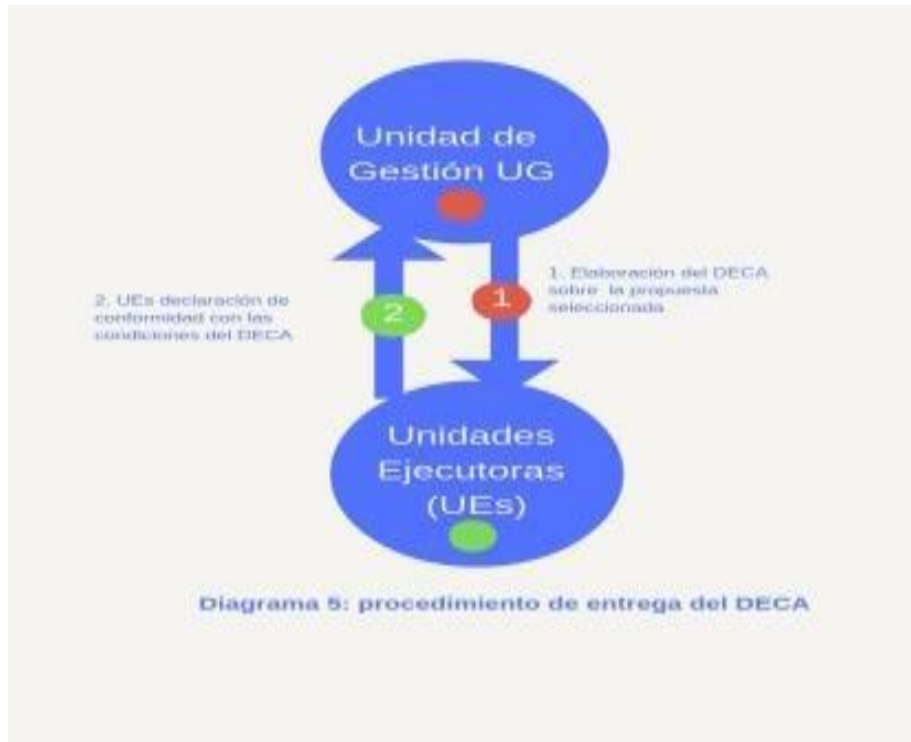 Unidad de
Gestión UG
1. Elaboración del DECA
sobre la propuesta
seleccionada
1
2
2. UEs declaración de
conformidad con las
condiciones del DECA
Unidades
Ejecutoras
(UEs)
Diagrama 5: procedimiento de entrega del DECA